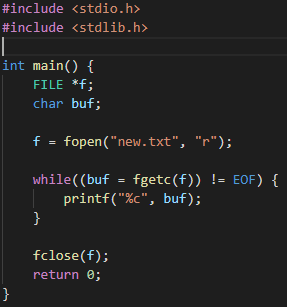 #include <stdio.h>
#include <stdlib.h>
int main() {
    FILE *f;
    char buf;
    f = fopen("new.txt", "r");
    while((buf = fgetc(f)) != EOF) {
        printf("%c", buf);
    }
    fclose(f);
    return 0;
}